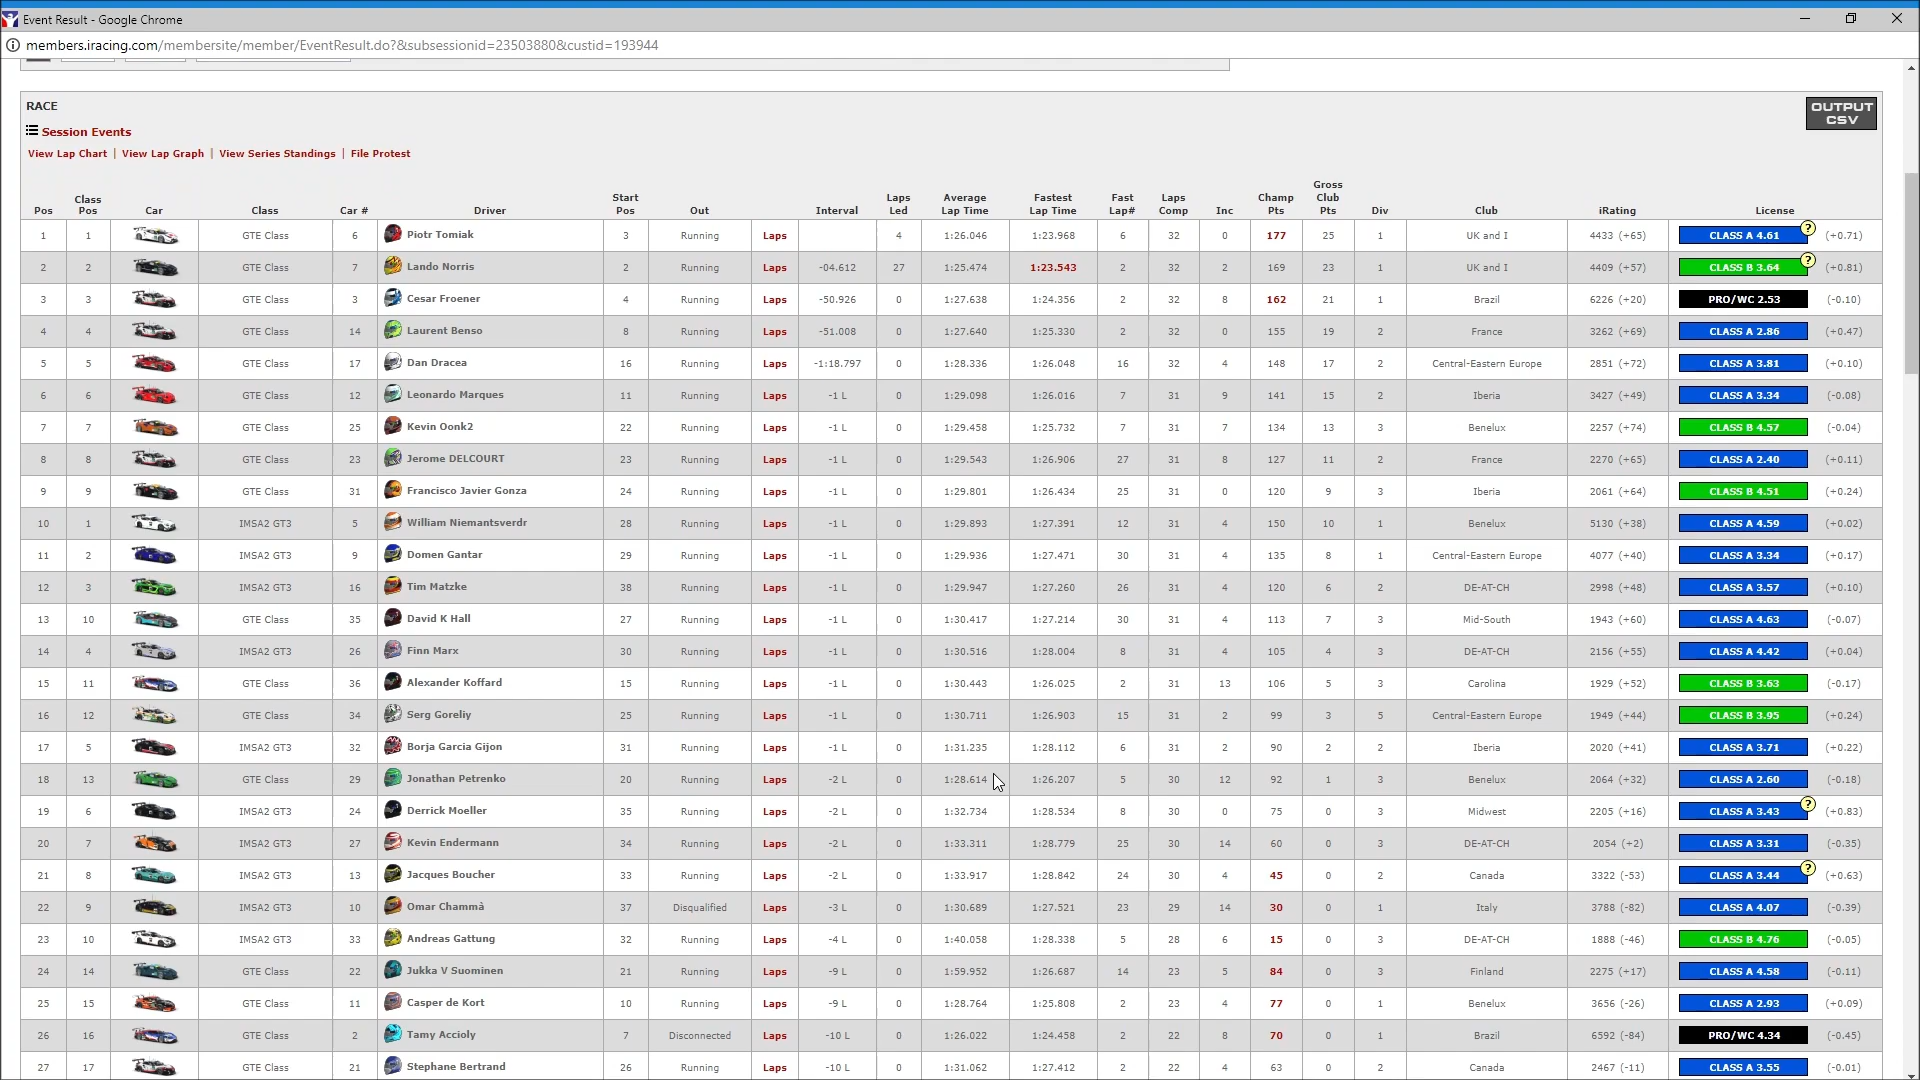 Event Result - Google Chrome
members.iracing.com/membersite/member/EventResult.do?&subsessionid=23503880&custid=193944
RACE
OUTPUT CSV
Session Events
View Lap Chart | View Lap Graph | View Series Standings | File Protest
Pos Class Pos Car Class Car # Driver Start Pos Out Interval Laps Led Average Lap Time Fastest Lap Time Fast Lap# Laps Comp Inc Champ Pts Gross Club Pts Div Club iRating License
1 1 GTE Class 6 Piotr Tomiak 3 Running Laps 4 1:26.046 1:23.968 6 32 0 177 25 1 UK and I 4433 (+65) CLASS A 4.61 ? (+0.71)
2 2 GTE Class 7 Lando Norris 2 Running Laps -04.612 27 1:25.474 1:23.543 2 32 2 169 23 1 UK and I 4409 (+57) CLASS B 3.64 ? (+0.81)
3 3 GTE Class 3 Cesar Froener 4 Running Laps -50.926 0 1:27.638 1:24.356 2 32 8 162 21 1 Brazil 6226 (+20) PRO/WC 2.53 (-0.10)
4 4 GTE Class 14 Laurent Benso 8 Running Laps -51.008 0 1:27.640 1:25.330 2 32 0 155 19 2 France 3262 (+69) CLASS A 2.86 (+0.47)
5 5 GTE Class 17 Dan Dracea 16 Running Laps -1:18.797 0 1:28.336 1:26.048 16 32 4 148 17 2 Central-Eastern Europe 2851 (+72) CLASS A 3.81 (+0.10)
6 6 GTE Class 12 Leonardo Marques 11 Running Laps -1 L 0 1:29.098 1:26.016 7 31 9 141 15 2 Iberia 3427 (+49) CLASS A 3.34 (-0.08)
7 7 GTE Class 25 Kevin Oonk2 22 Running Laps -1 L 0 1:29.458 1:25.732 7 31 7 134 13 3 Benelux 2257 (+74) CLASS B 4.57 (-0.04)
8 8 GTE Class 23 Jerome DELCOURT 23 Running Laps -1 L 0 1:29.543 1:26.906 27 31 8 127 11 2 France 2270 (+65) CLASS A 2.40 (+0.11)
9 9 GTE Class 31 Francisco Javier Gonza 24 Running Laps -1 L 0 1:29.801 1:26.434 25 31 0 120 9 3 Iberia 2061 (+64) CLASS B 4.51 (+0.24)
10 1 IMSA2 GT3 5 William Niemantsverdr 28 Running Laps -1 L 0 1:29.893 1:27.391 12 31 4 150 10 1 Benelux 5130 (+38) CLASS A 4.59 (+0.02)
11 2 IMSA2 GT3 9 Domen Gantar 29 Running Laps -1 L 0 1:29.936 1:27.471 30 31 4 135 8 1 Central-Eastern Europe 4077 (+40) CLASS A 3.34 (+0.17)
12 3 IMSA2 GT3 16 Tim Matzke 38 Running Laps -1 L 0 1:29.947 1:27.260 26 31 4 120 6 2 DE-AT-CH 2998 (+48) CLASS A 3.57 (+0.10)
13 10 GTE Class 35 David K Hall 27 Running Laps -1 L 0 1:30.417 1:27.214 30 31 4 113 7 3 Mid-South 1943 (+60) CLASS A 4.63 (-0.07)
14 4 IMSA2 GT3 26 Finn Marx 30 Running Laps -1 L 0 1:30.516 1:28.004 8 31 4 105 4 3 DE-AT-CH 2156 (+55) CLASS A 4.42 (+0.04)
15 11 GTE Class 36 Alexander Koffard 15 Running Laps -1 L 0 1:30.443 1:26.025 2 31 13 106 5 3 Carolina 1929 (+52) CLASS B 3.63 (-0.17)
16 12 GTE Class 34 Serg Goreliy 25 Running Laps -1 L 0 1:30.711 1:26.903 15 31 2 99 3 5 Central-Eastern Europe 1949 (+44) CLASS B 3.95 (+0.24)
17 5 IMSA2 GT3 32 Borja Garcia Gijon 31 Running Laps -1 L 0 1:31.235 1:28.112 6 31 2 90 2 2 Iberia 2020 (+41) CLASS A 3.71 (+0.22)
18 13 GTE Class 29 Jonathan Petrenko 20 Running Laps -2 L 0 1:28.614 1:26.207 5 30 12 92 1 3 Benelux 2064 (+32) CLASS A 2.60 (-0.18)
19 6 IMSA2 GT3 24 Derrick Moeller 35 Running Laps -2 L 0 1:32.734 1:28.534 8 30 0 75 0 3 Midwest 2205 (+16) CLASS A 3.43 ? (+0.83)
20 7 IMSA2 GT3 27 Kevin Endermann 34 Running Laps -2 L 0 1:33.311 1:28.779 25 30 14 60 0 3 DE-AT-CH 2054 (+2) CLASS A 3.31 (-0.35)
21 8 IMSA2 GT3 13 Jacques Boucher 33 Running Laps -2 L 0 1:33.917 1:28.842 24 30 4 45 0 2 Canada 3322 (-53) CLASS A 3.44 ? (+0.63)
22 9 IMSA2 GT3 10 Omar Chammà 37 Disqualified Laps -3 L 0 1:30.689 1:27.521 23 29 14 30 0 1 Italy 3788 (-82) CLASS A 4.07 (-0.39)
23 10 IMSA2 GT3 33 Andreas Gattung 32 Running Laps -4 L 0 1:40.058 1:28.338 5 28 6 15 0 3 DE-AT-CH 1888 (-46) CLASS B 4.76 (-0.05)
24 14 GTE Class 22 Jukka V Suominen 21 Running Laps -9 L 0 1:59.952 1:26.687 14 23 5 84 0 3 Finland 2275 (+17) CLASS A 4.58 (-0.11)
25 15 GTE Class 11 Casper de Kort 10 Running Laps -9 L 0 1:28.764 1:25.808 2 23 4 77 0 1 Benelux 3656 (-26) CLASS A 2.93 (+0.09)
26 16 GTE Class 2 Tamy Accioly 7 Disconnected Laps -10 L 0 1:26.022 1:24.458 2 22 8 70 0 1 Brazil 6592 (-84) PRO/WC 4.34 (-0.45)
27 17 GTE Class 21 Stephane Bertrand 26 Running Laps -10 L 0 1:31.062 1:27.412 2 22 4 63 0 2 Canada 2467 (-11) CLASS A 3.55 (-0.01)